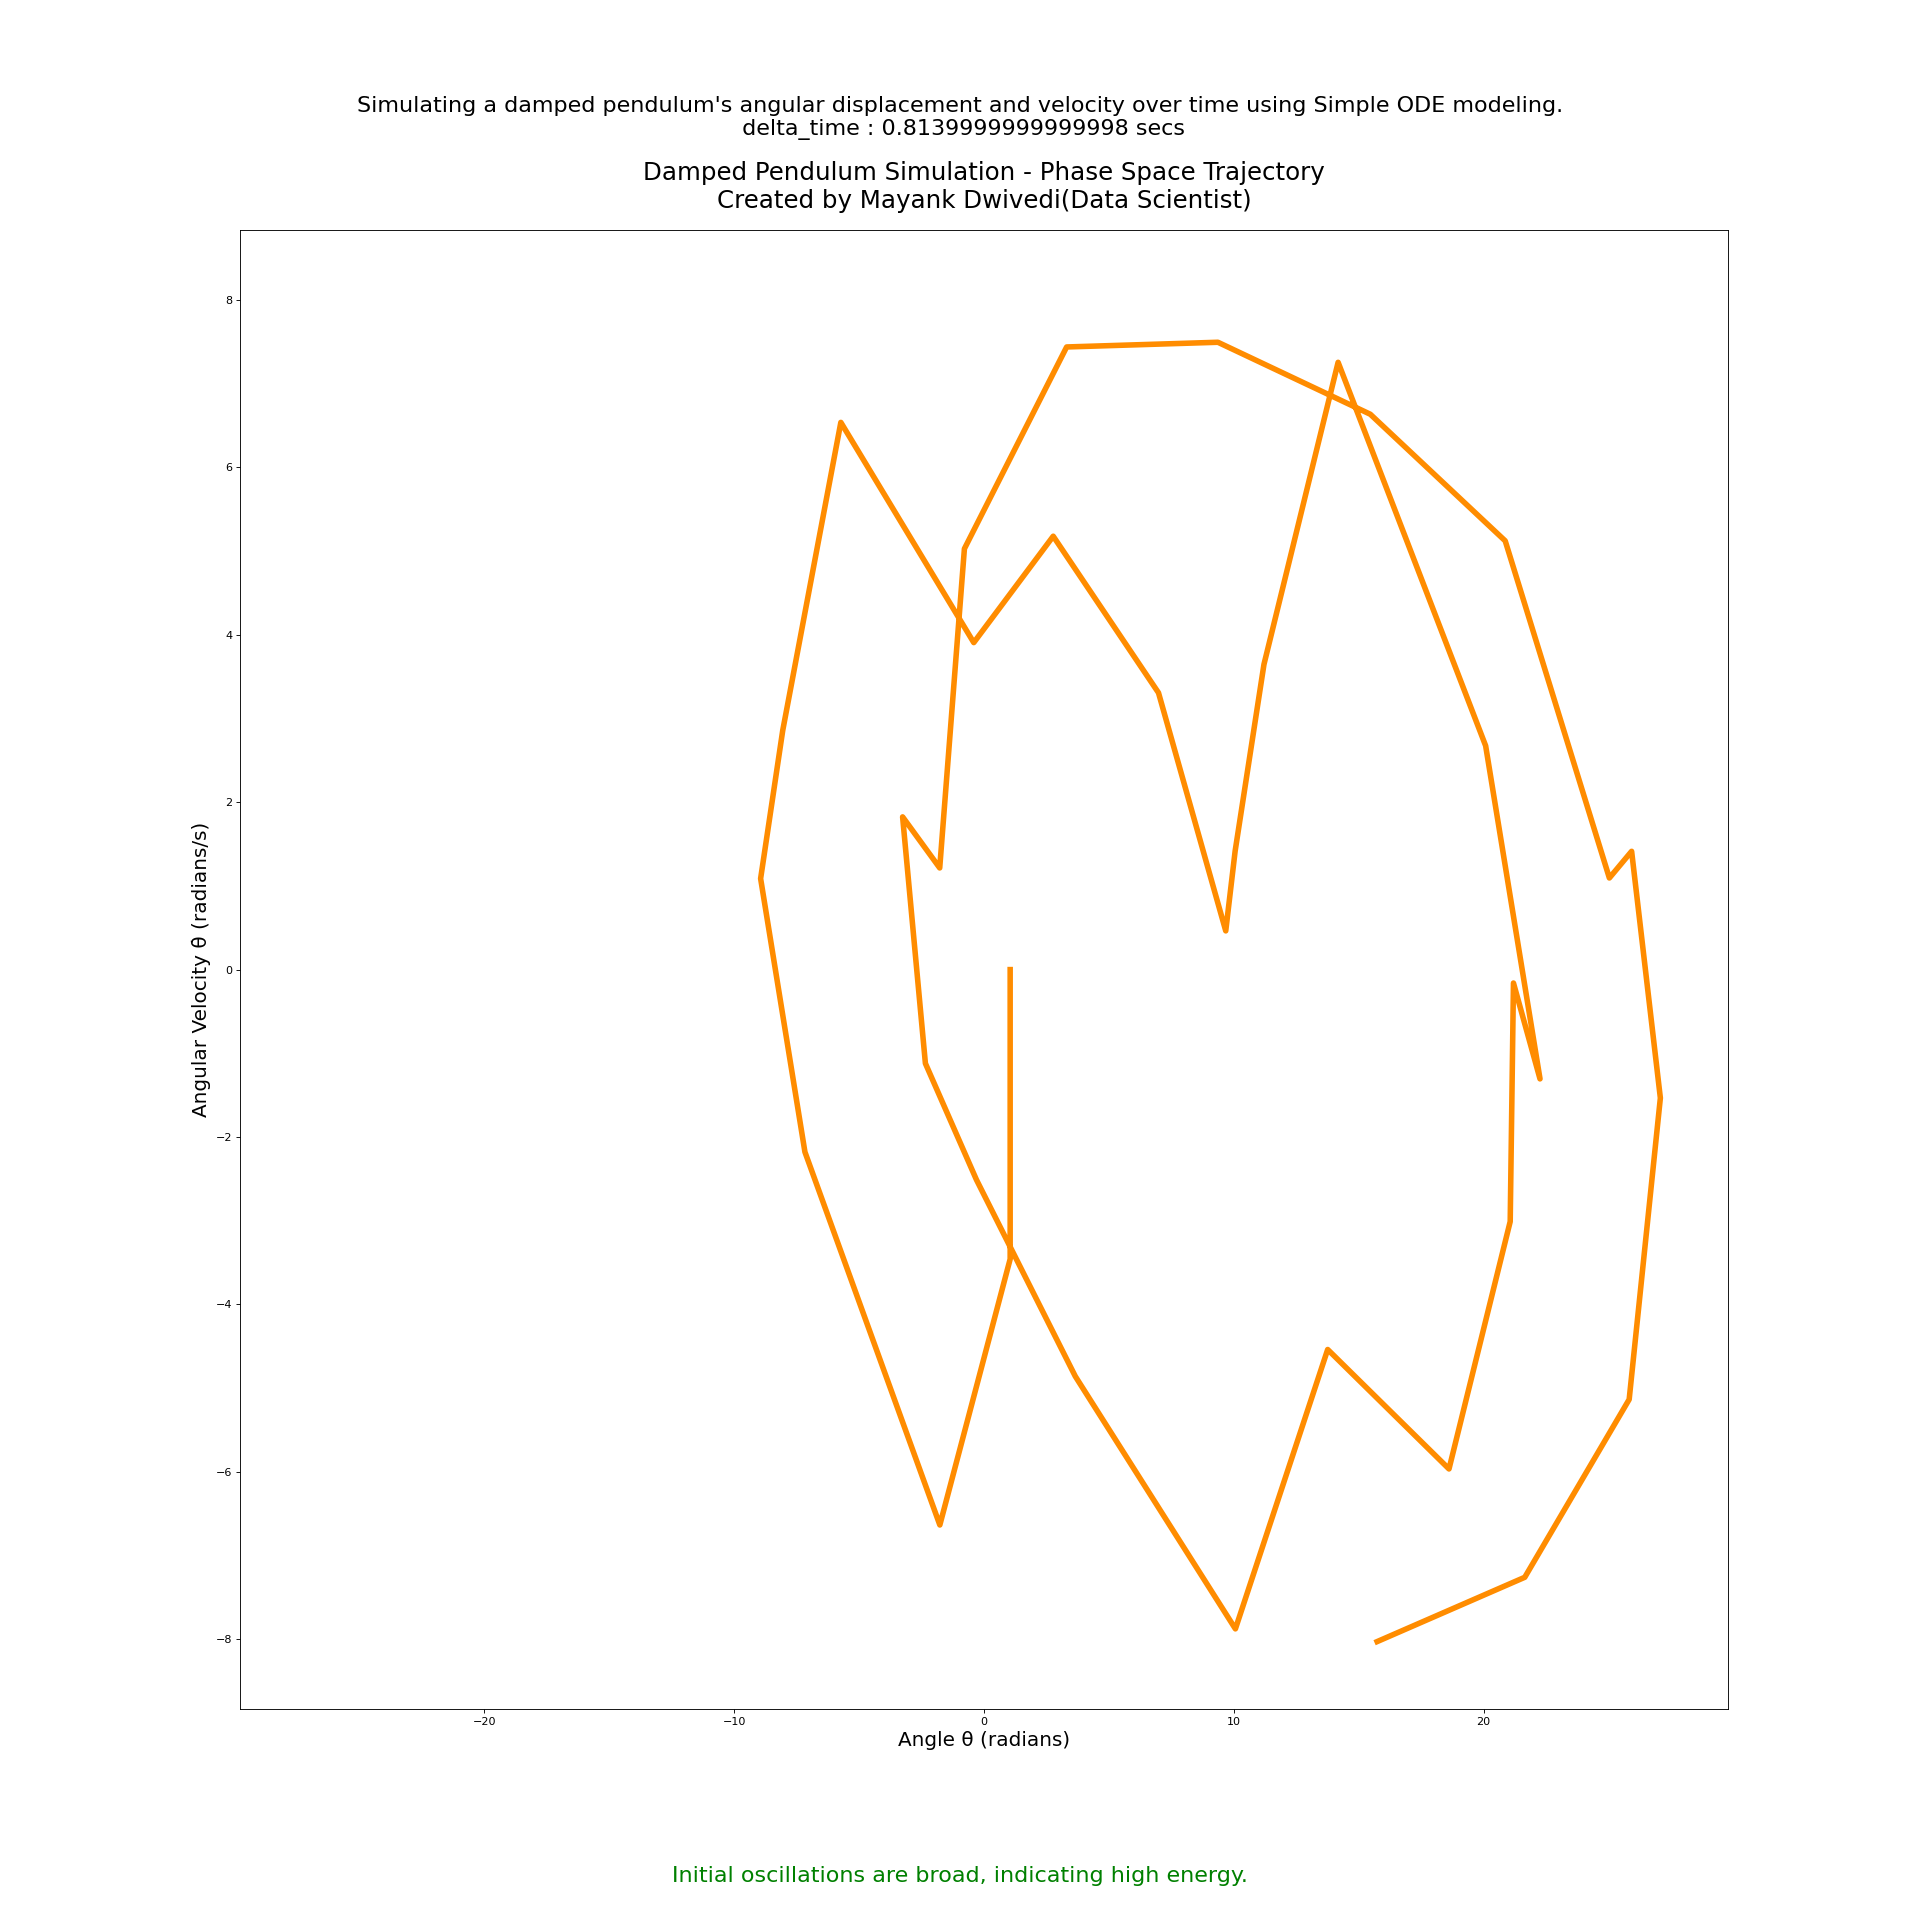 Simulating a damped pendulum's angular displacement and velocity over time using Simple ODE modeling.
delta_time : 0.8139999999999998 secs
Damped Pendulum Simulation - Phase Space Trajectory
Created by Mayank Dwivedi(Data Scientist)
8
6
4
2
0
−2
−4
−6
−8
Angular Velocity θ (radians/s)
−20
−10
0
10
20
Angle θ (radians)
Initial oscillations are broad, indicating high energy.